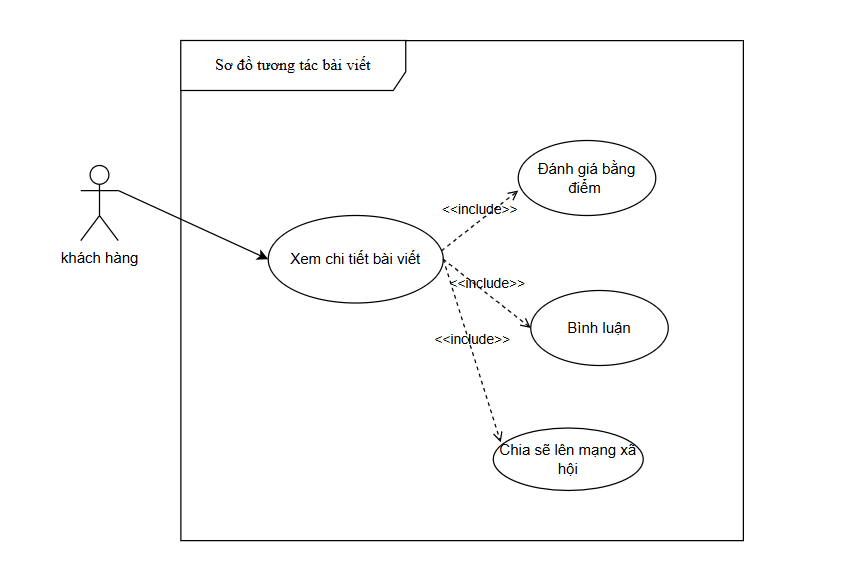 Sơ đồ tương tác bài viết
Đánh giá bằng
điểm
<<include>>
khách hàng
Xem chi tiết bài viết
<<include>>
Bình luận
<<include>>
Chia sẽ lên mạng xã
hội